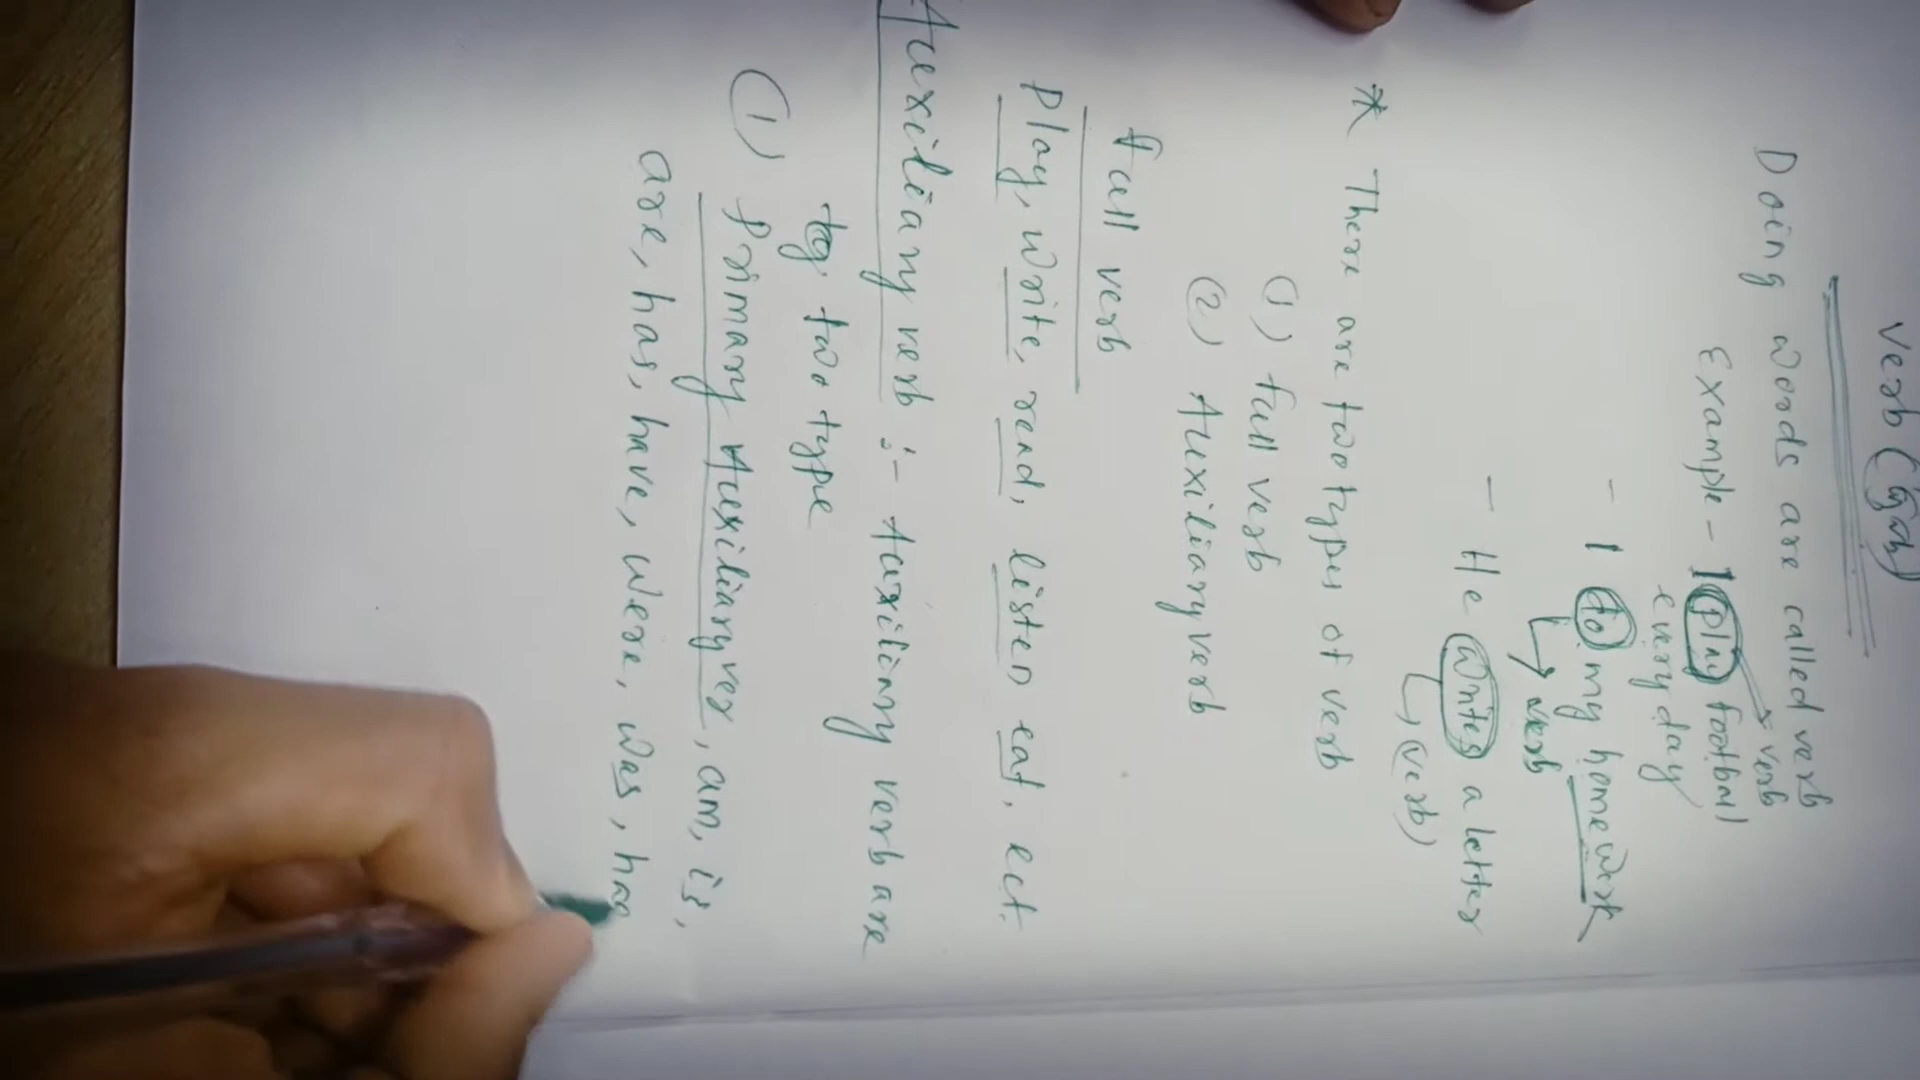 verb (
Doing words are called verb
Example - I play football
verb
every day
- I do my homework
verb
- He writes a letter
(verb)
* There are two types of verb
(1) full verb
(2) Auxiliary verb
full verb
Play, write, read, listen eat, ect.
Auxiliary verb :- Auxiliary verb are
two type
(1) Primary Auxiliary ver, am, is,
are, has, have, were, was, ha